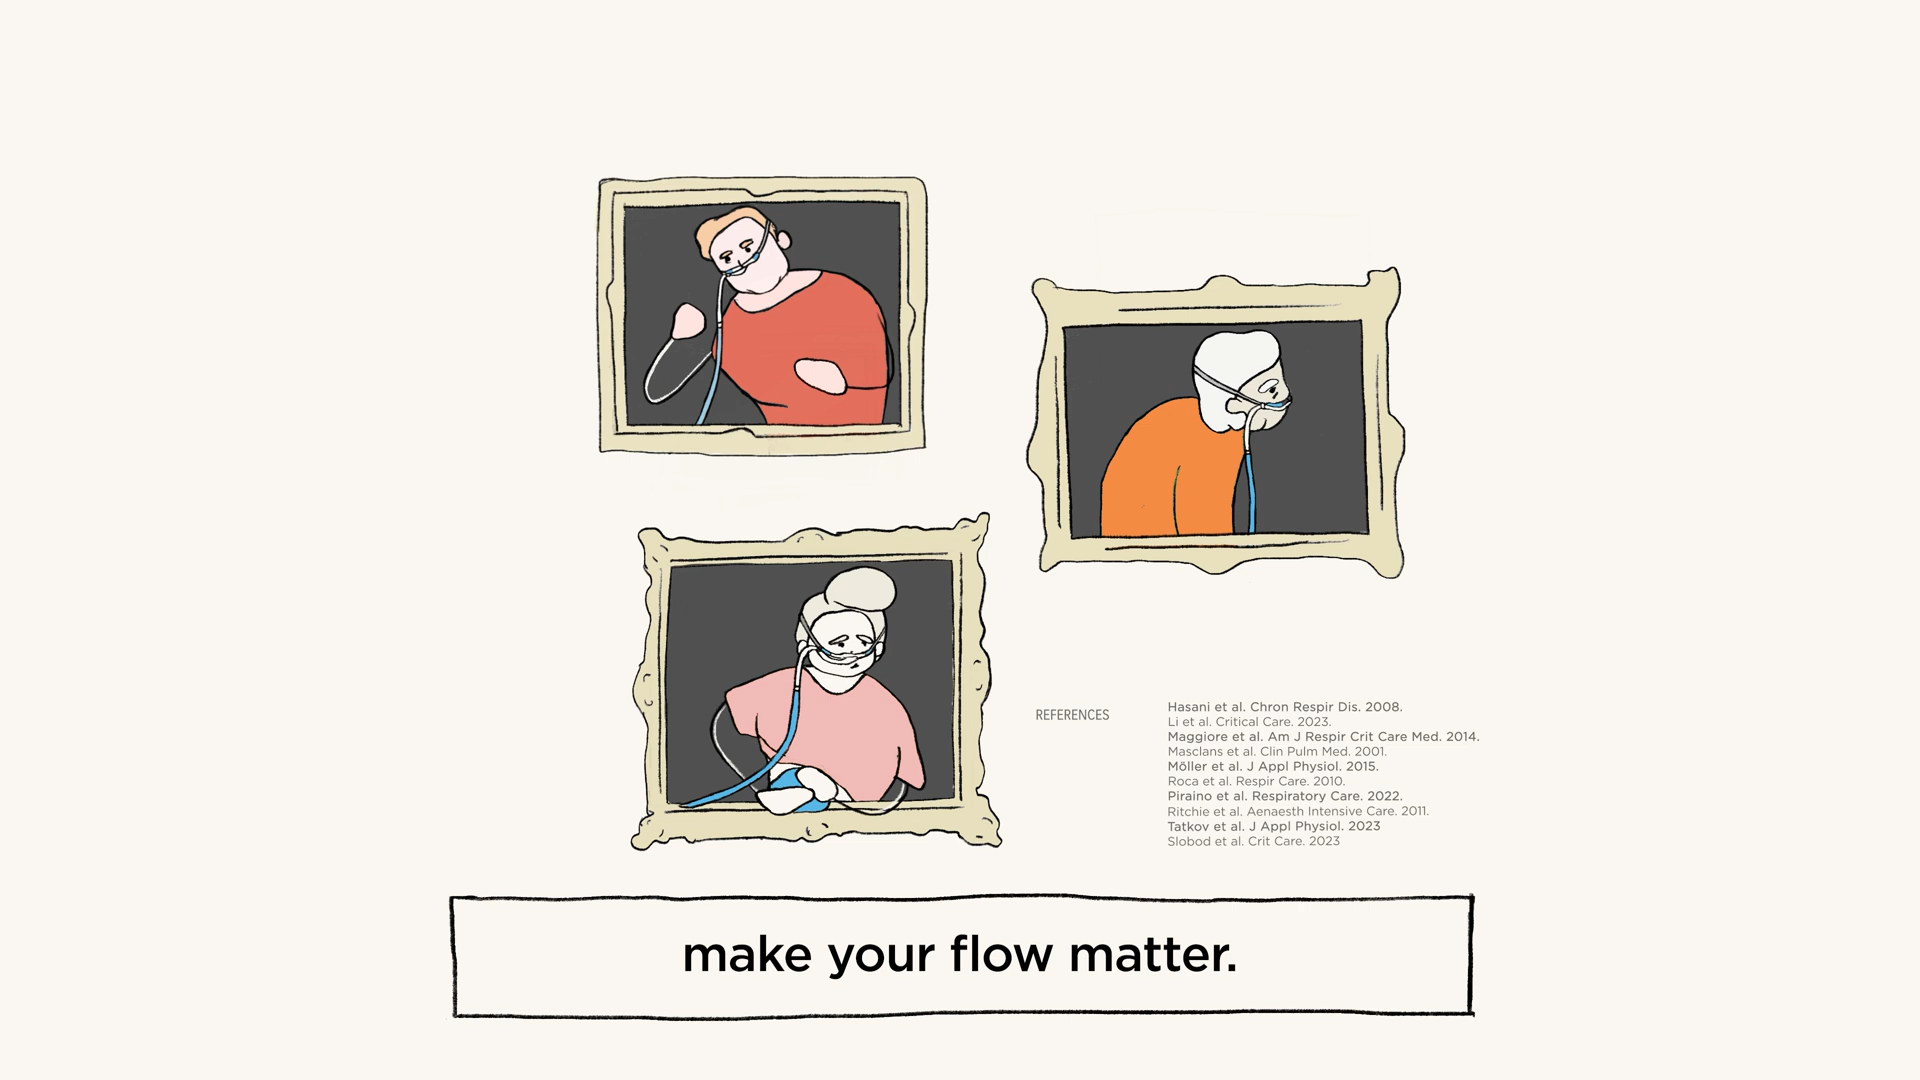 REFERENCES
Hasani et al. Chron Respir Dis. 2008.
Li et al. Critical Care. 2023.
Maggiore et al. Am J Respir Crit Care Med. 2014.
Masclans et al. Clin Pulm Med. 2001.
Möller et al. J Appl Physiol. 2015.
Roca et al. Respir Care. 2010.
Piraino et al. Respiratory Care. 2022.
Ritchie et al. Aenaesth Intensive Care. 2011.
Tatkov et al. J Appl Physiol. 2023
Slobod et al. Crit Care. 2023
make your flow matter.